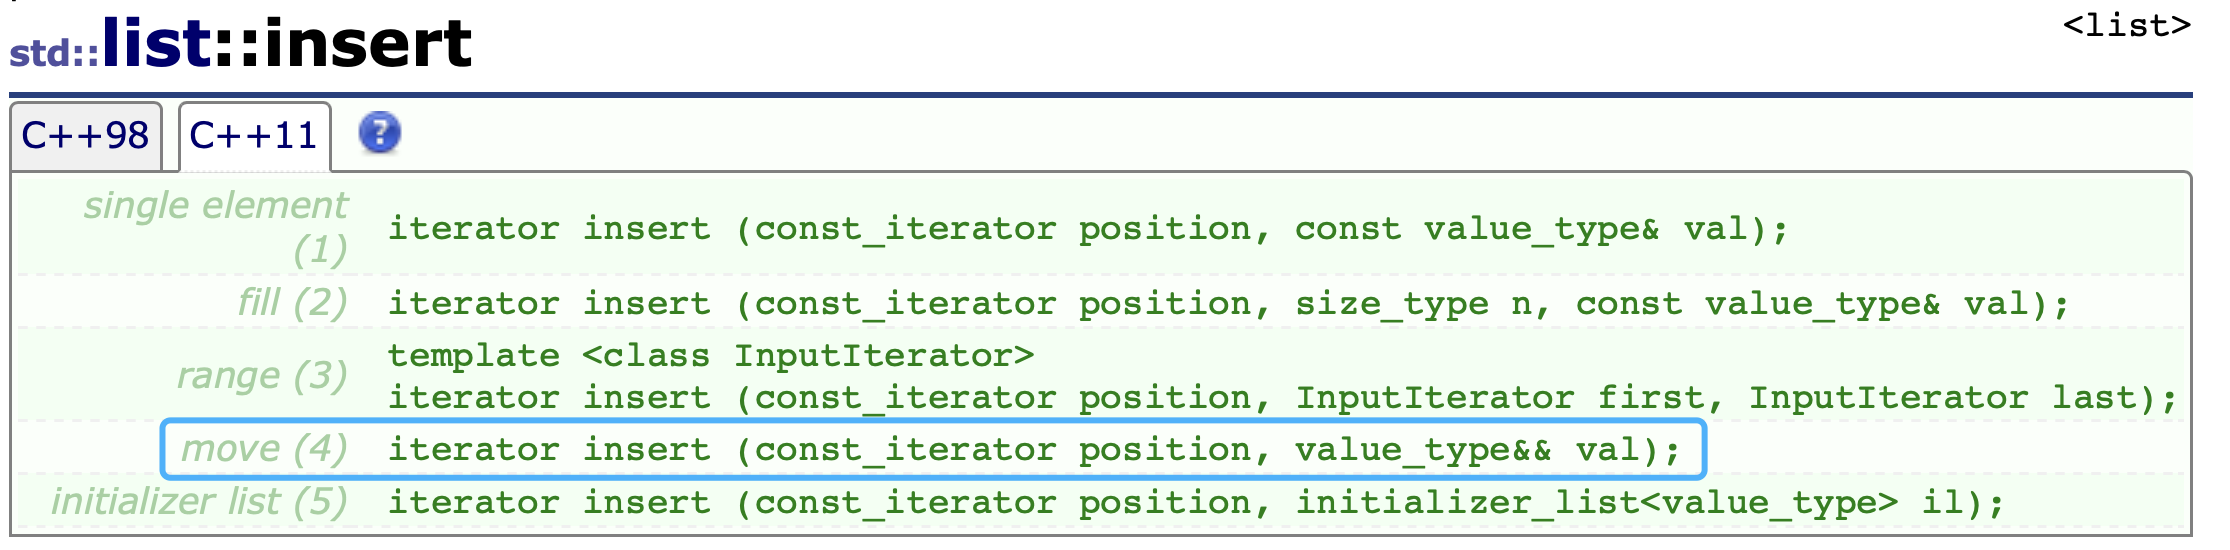 std::list::insert
<list>
C++98
C++11
?
single element
(1)
iterator insert (const_iterator position, const value_type& val);
fill (2)
iterator insert (const_iterator position, size_type n, const value_type& val);
range (3)
template <class InputIterator>
iterator insert (const_iterator position, InputIterator first, InputIterator last);
move (4)
iterator insert (const_iterator position, value_type&& val);
initializer list (5)
iterator insert (const_iterator position, initializer_list<value_type> il);